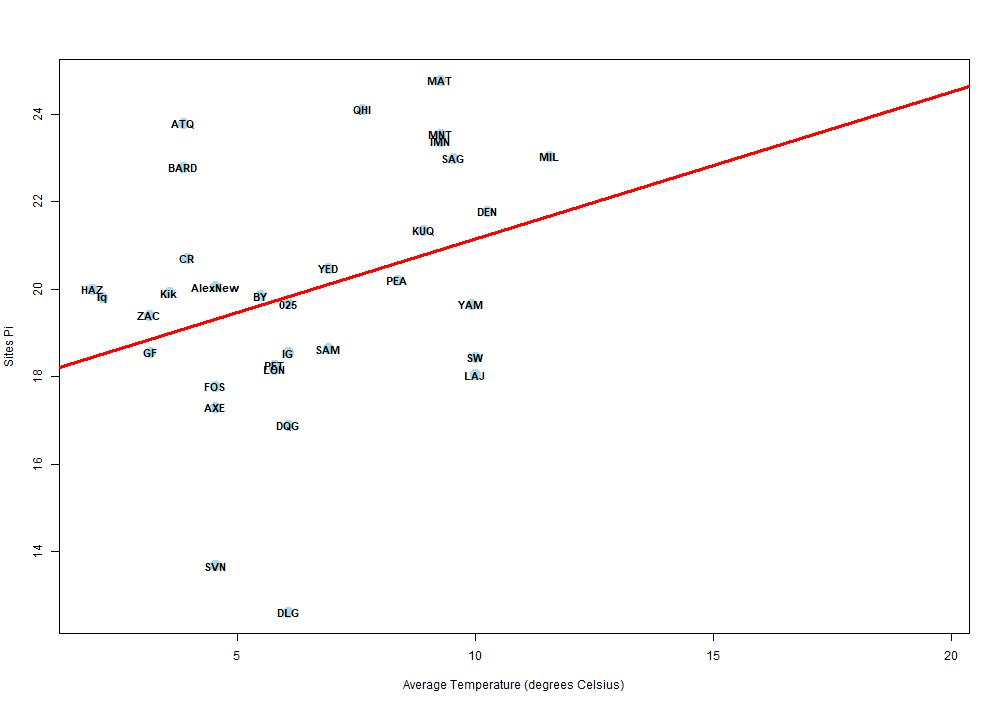 MAT
24
QHI
ATQ
MNT
IMN
SAG
MIL
BARD
22
DEN
KUQ
CR
YED
PEA
20
HAZ
Iq
Kik
AlexNew
BY
025
YAM
ZAC
GF
IG
SAM
SW
PET
LON
LAJ
18
FOS
AXE
DQG
16
14
SVN
DLG
Sites Pi
5
10
15
20
Average Temperature (degrees Celsius)